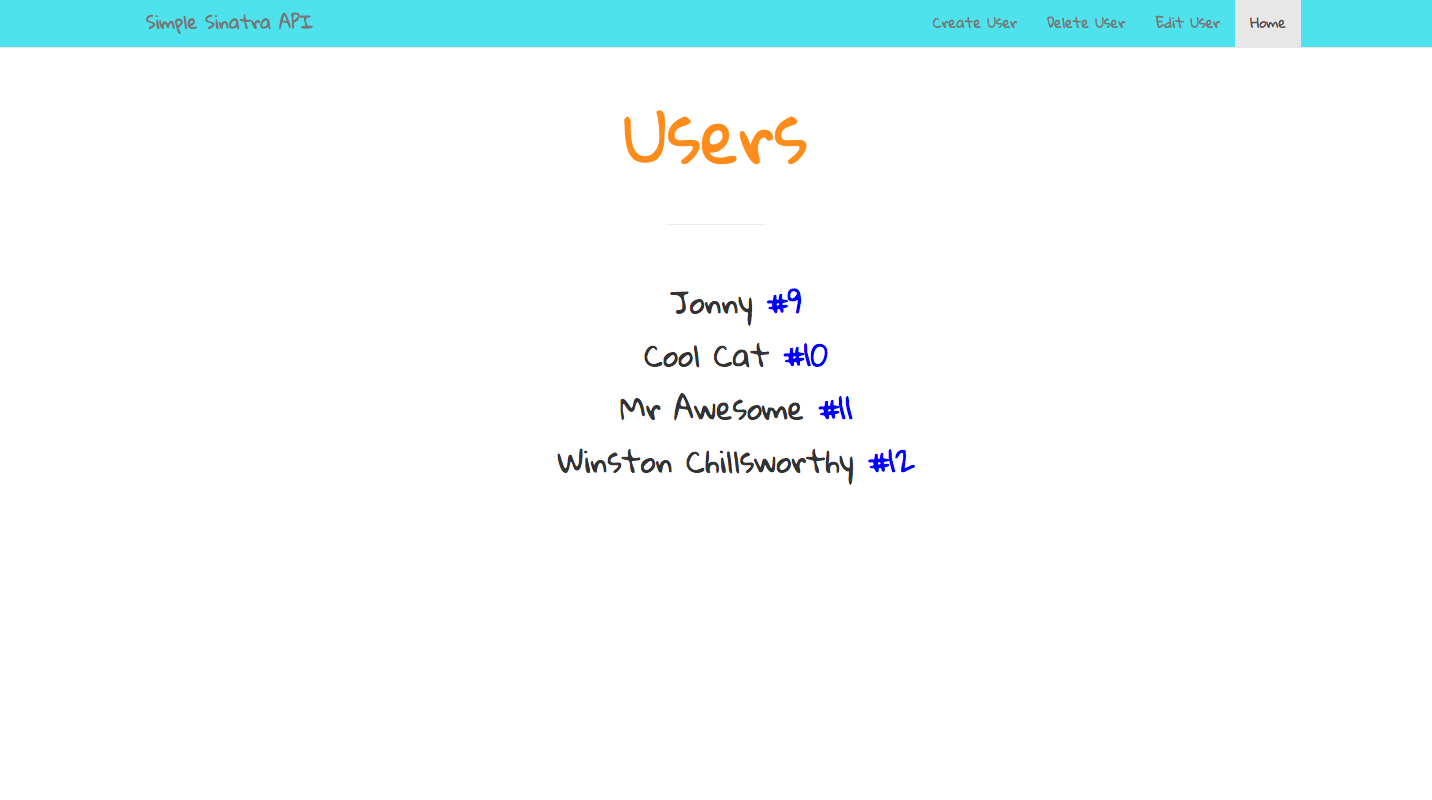 Simple Sinatra API Create User Delete User Edit User Home
Users
Jonny #9
Cool Cat #10
Mr Awesome #11
Winston Chillsworthy #12